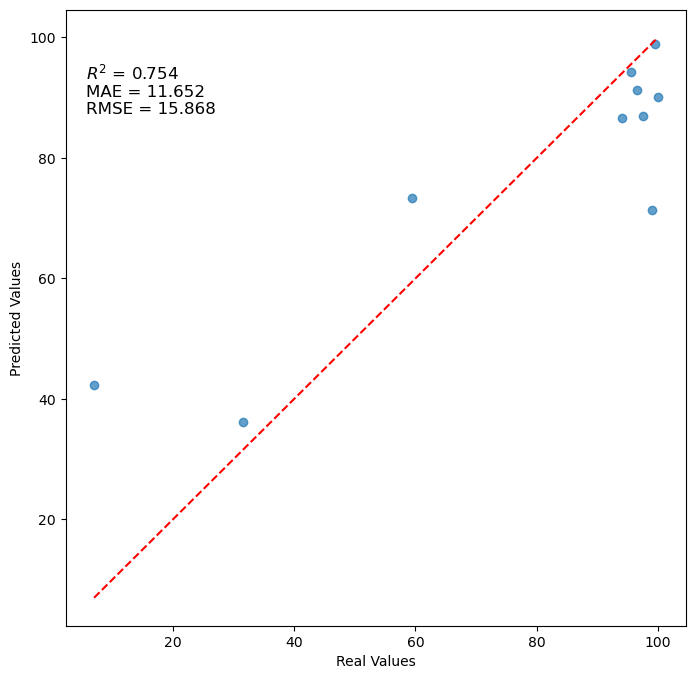 R² = 0.754
MAE = 11.652
RMSE = 15.868
100
80
60
40
20
Predicted Values
20 40 60 80 100
Real Values